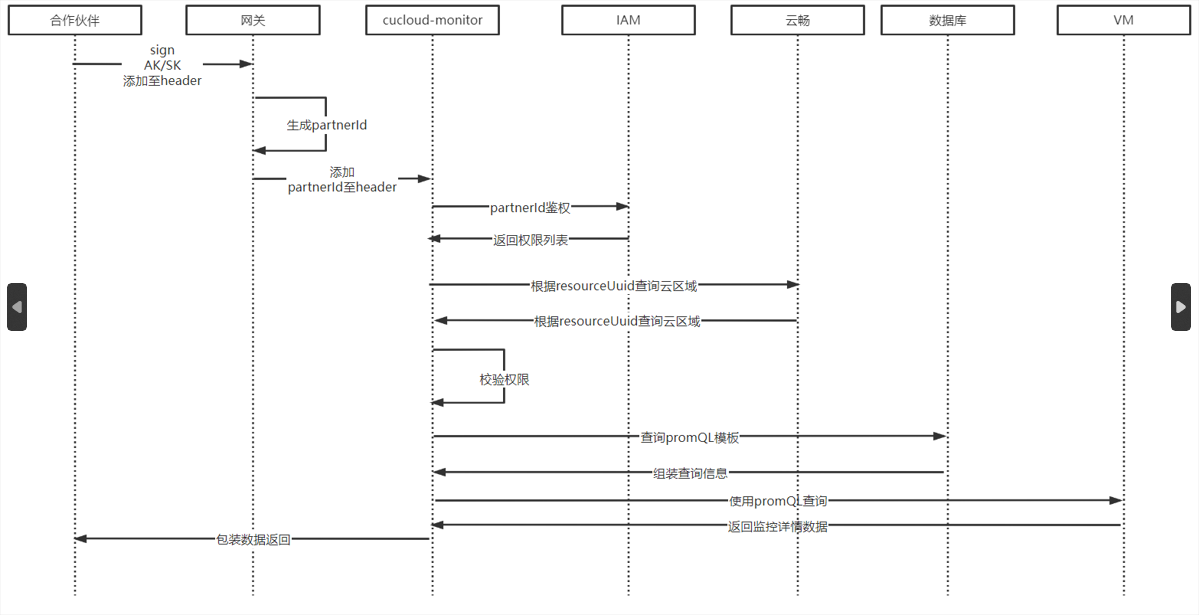 合作伙伴
网关
cucloud-monitor
IAM
云畅
数据库
VM
sign
AK/SK
添加至header
生成partnerId
添加
partnerId至header
partnerId鉴权
返回权限列表
根据resourceUuid查询云区域
根据resourceUuid查询云区域
校验权限
查询promQL模板
组装查询信息
使用promQL查询
返回监控详情数据
包装数据返回